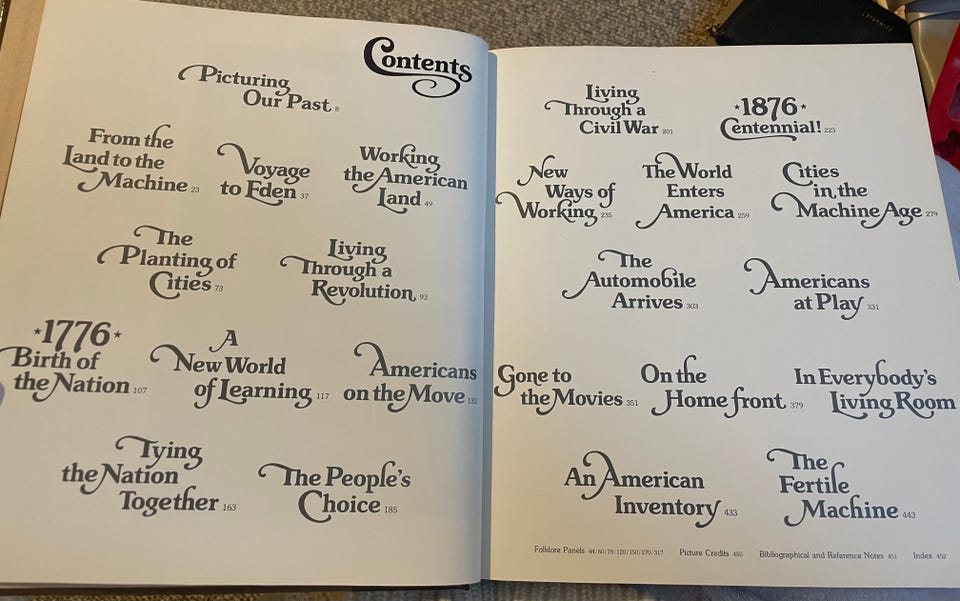 Contents
Picturing
Our Past 8
From the
Land to the
Machine 23
Voyage
to Eden 37
Working
the American
Land 49
The
Planting of
Cities 73
Living
Through a
Revolution 93
*1776*
Birth of
the Nation 107
A
New World
of Learning 117
Americans
on the Move 133
Tying
the Nation
Together 163
The People's
Choice 185
Living
Through a
Civil War 201
*1876*
Centennial! 223
New
Ways of
Working 235
The World
Enters
America 259
Cities
in the
Machine Age 279
The
Automobile
Arrives 303
Americans
at Play 331
Gone to
the Movies 351
On the
Home front 379
In Everybody's
Living Room
An American
Inventory 433
The
Fertile
Machine 443
Folklore Panels 44/60/78/120/150/270/317 Picture Credits 450 Bibliographical and Reference Notes 451 Index 452